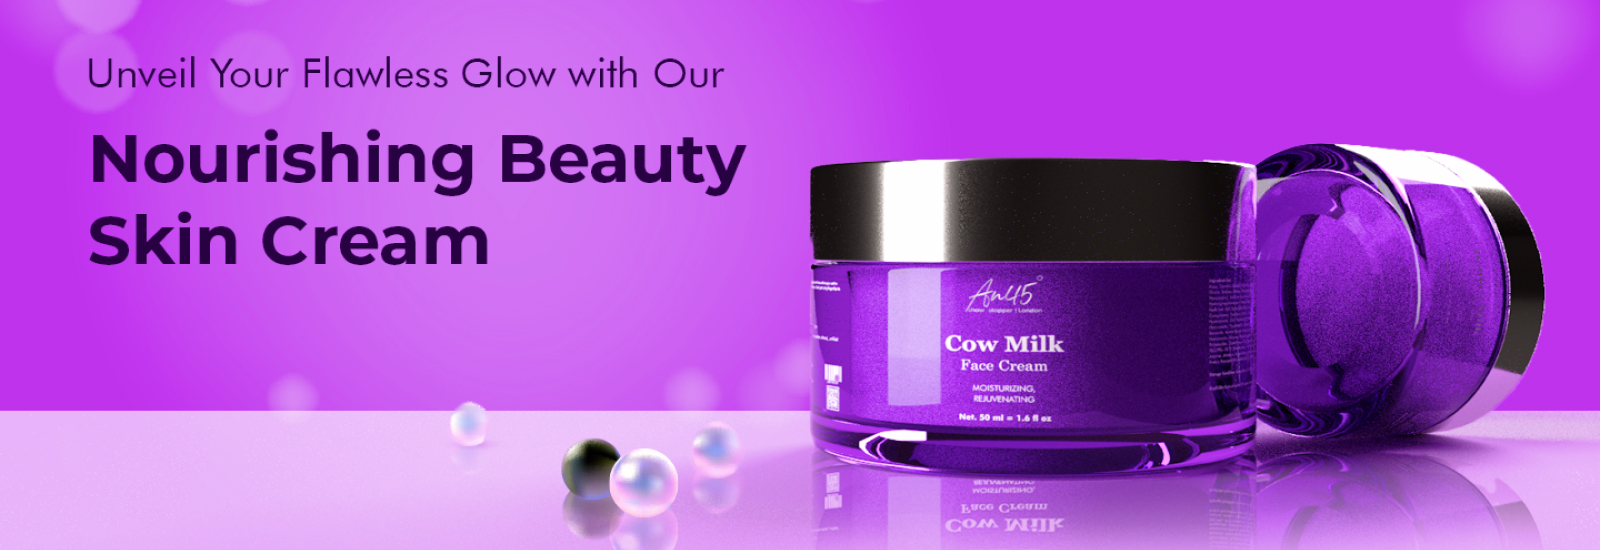 Unveil Your Flawless Glow with Our
Nourishing Beauty
Skin Cream
Cow Milk
Face Cream
MOISTURIZING,
REJUVENATING
Net. 50 ml = 1.6 fl oz